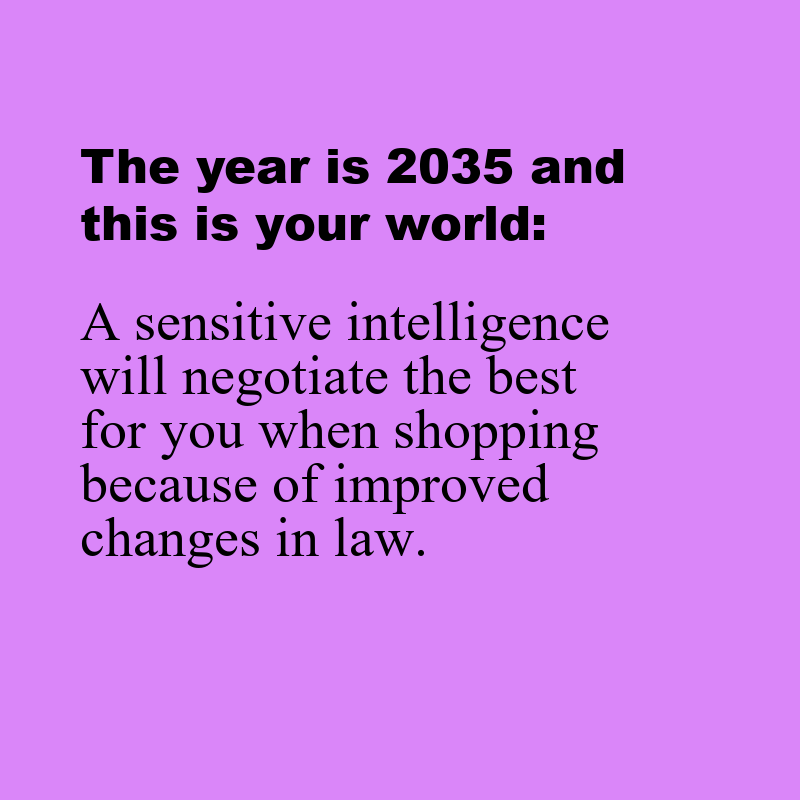 The year is 2035 and
this is your world:
A sensitive intelligence
will negotiate the best
for you when shopping
because of improved
changes in law.